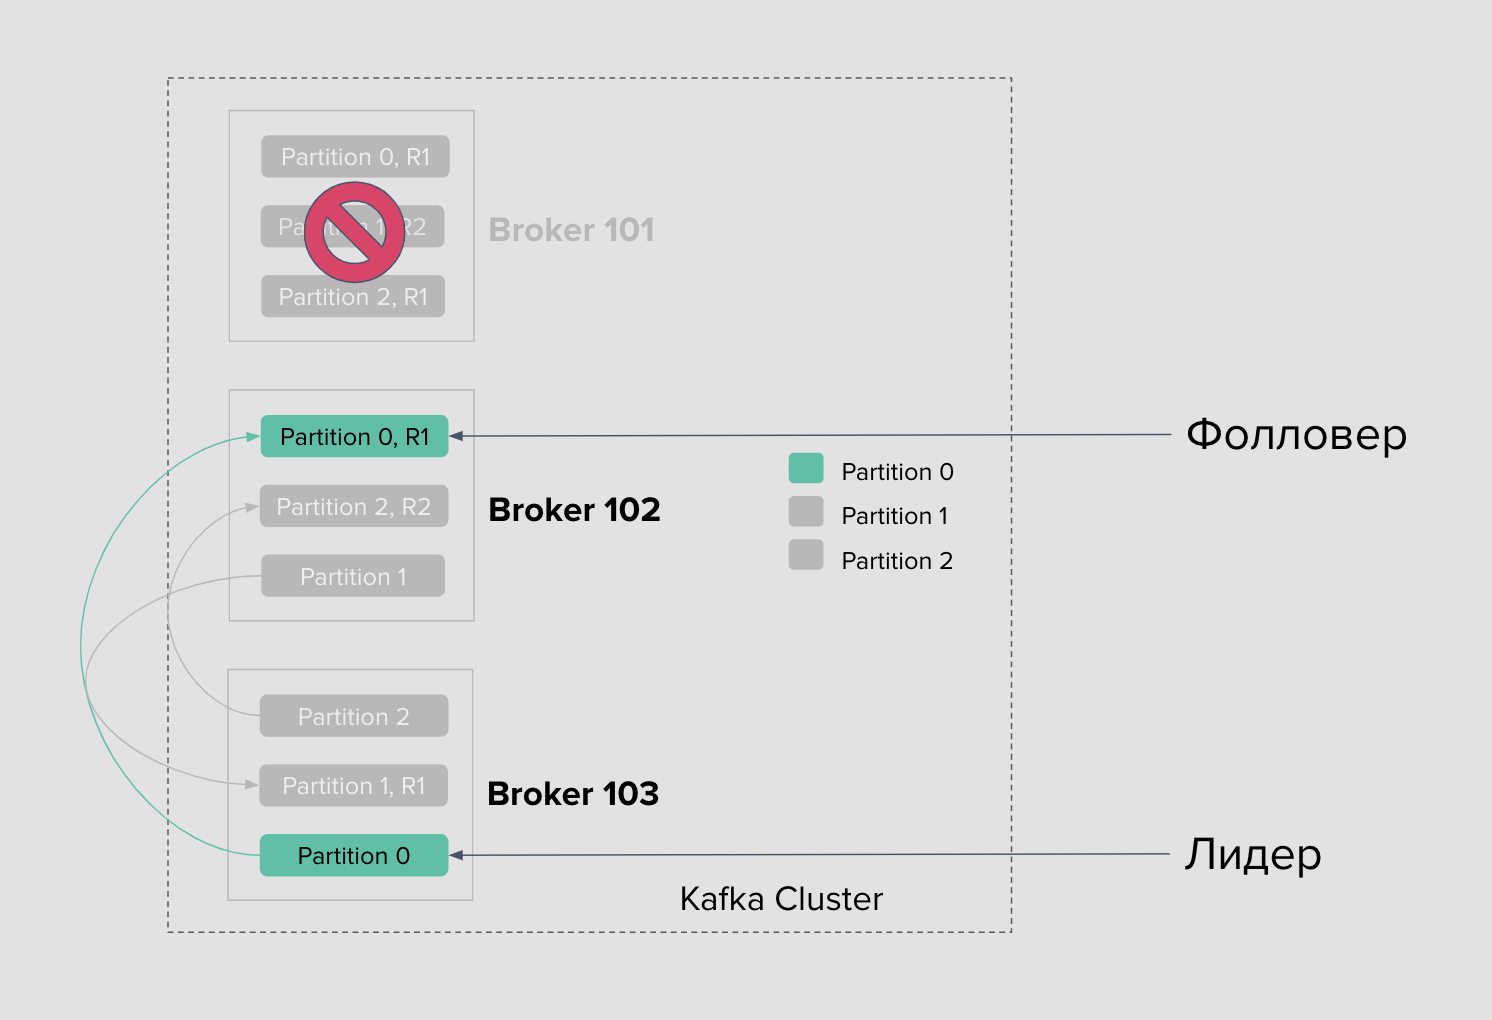 Partition 0, R1
Partition 1, R2
Broker 101
Partition 2, R1
Partition 0, R1
Фолловер
Partition 0
Partition 2, R2
Broker 102
Partition 1
Partition 2
Partition 1
Partition 2
Partition 1, R1
Broker 103
Partition 0
Лидер
Kafka Cluster